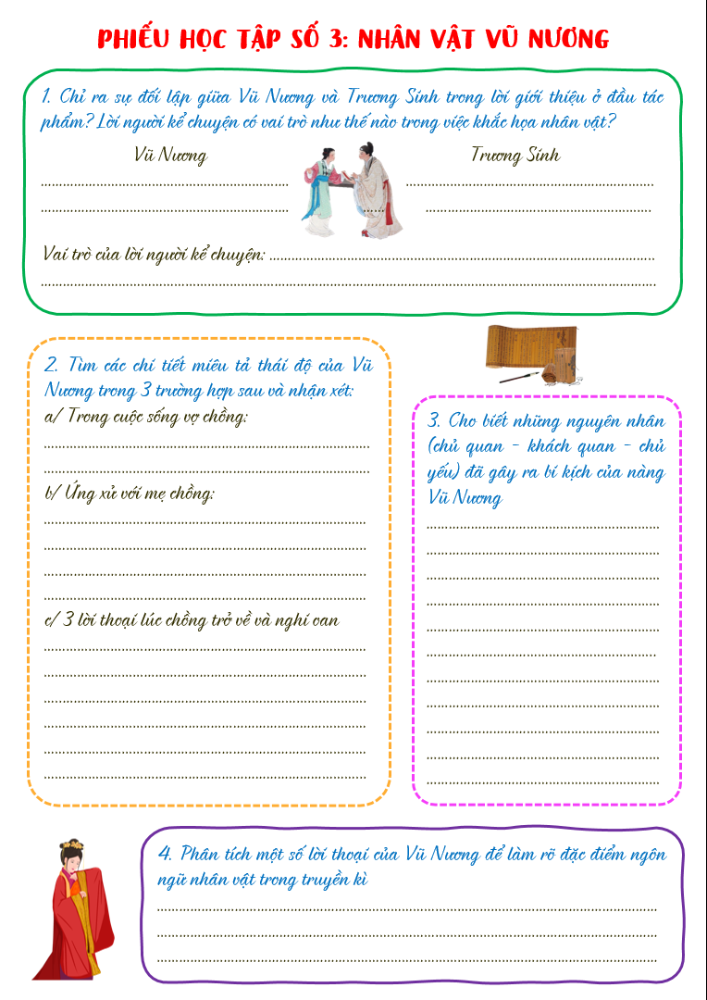 PHIẾU HỌC TẬP SỐ 3: NHÂN VẬT VŨ NƯƠNG
1. Chỉ ra sự đối lập giữa Vũ Nương và Trương Sinh trong lời giới thiệu ở đầu tác
phẩm? Lời người kể chuyện có vai trò như thế nào trong việc khắc họa nhân vật?
Vũ Nương
Trương Sinh
Vai trò của lời người kể chuyện:
2. Tìm các chi tiết miêu tả thái độ của Vũ
Nương trong 3 trường hợp sau và nhận xét:
a/ Trong cuộc sống vợ chồng:
b/ Ứng xử với mẹ chồng:
c/ 3 lời thoại lúc chồng trở về và nghi oan
3. Cho biết những nguyên nhân
(chủ quan - khách quan - chủ
yếu) đã gây ra bi kịch của nàng
Vũ Nương
4. Phân tích một số lời thoại của Vũ Nương để làm rõ đặc điểm ngôn
ngữ nhân vật trong truyền kì